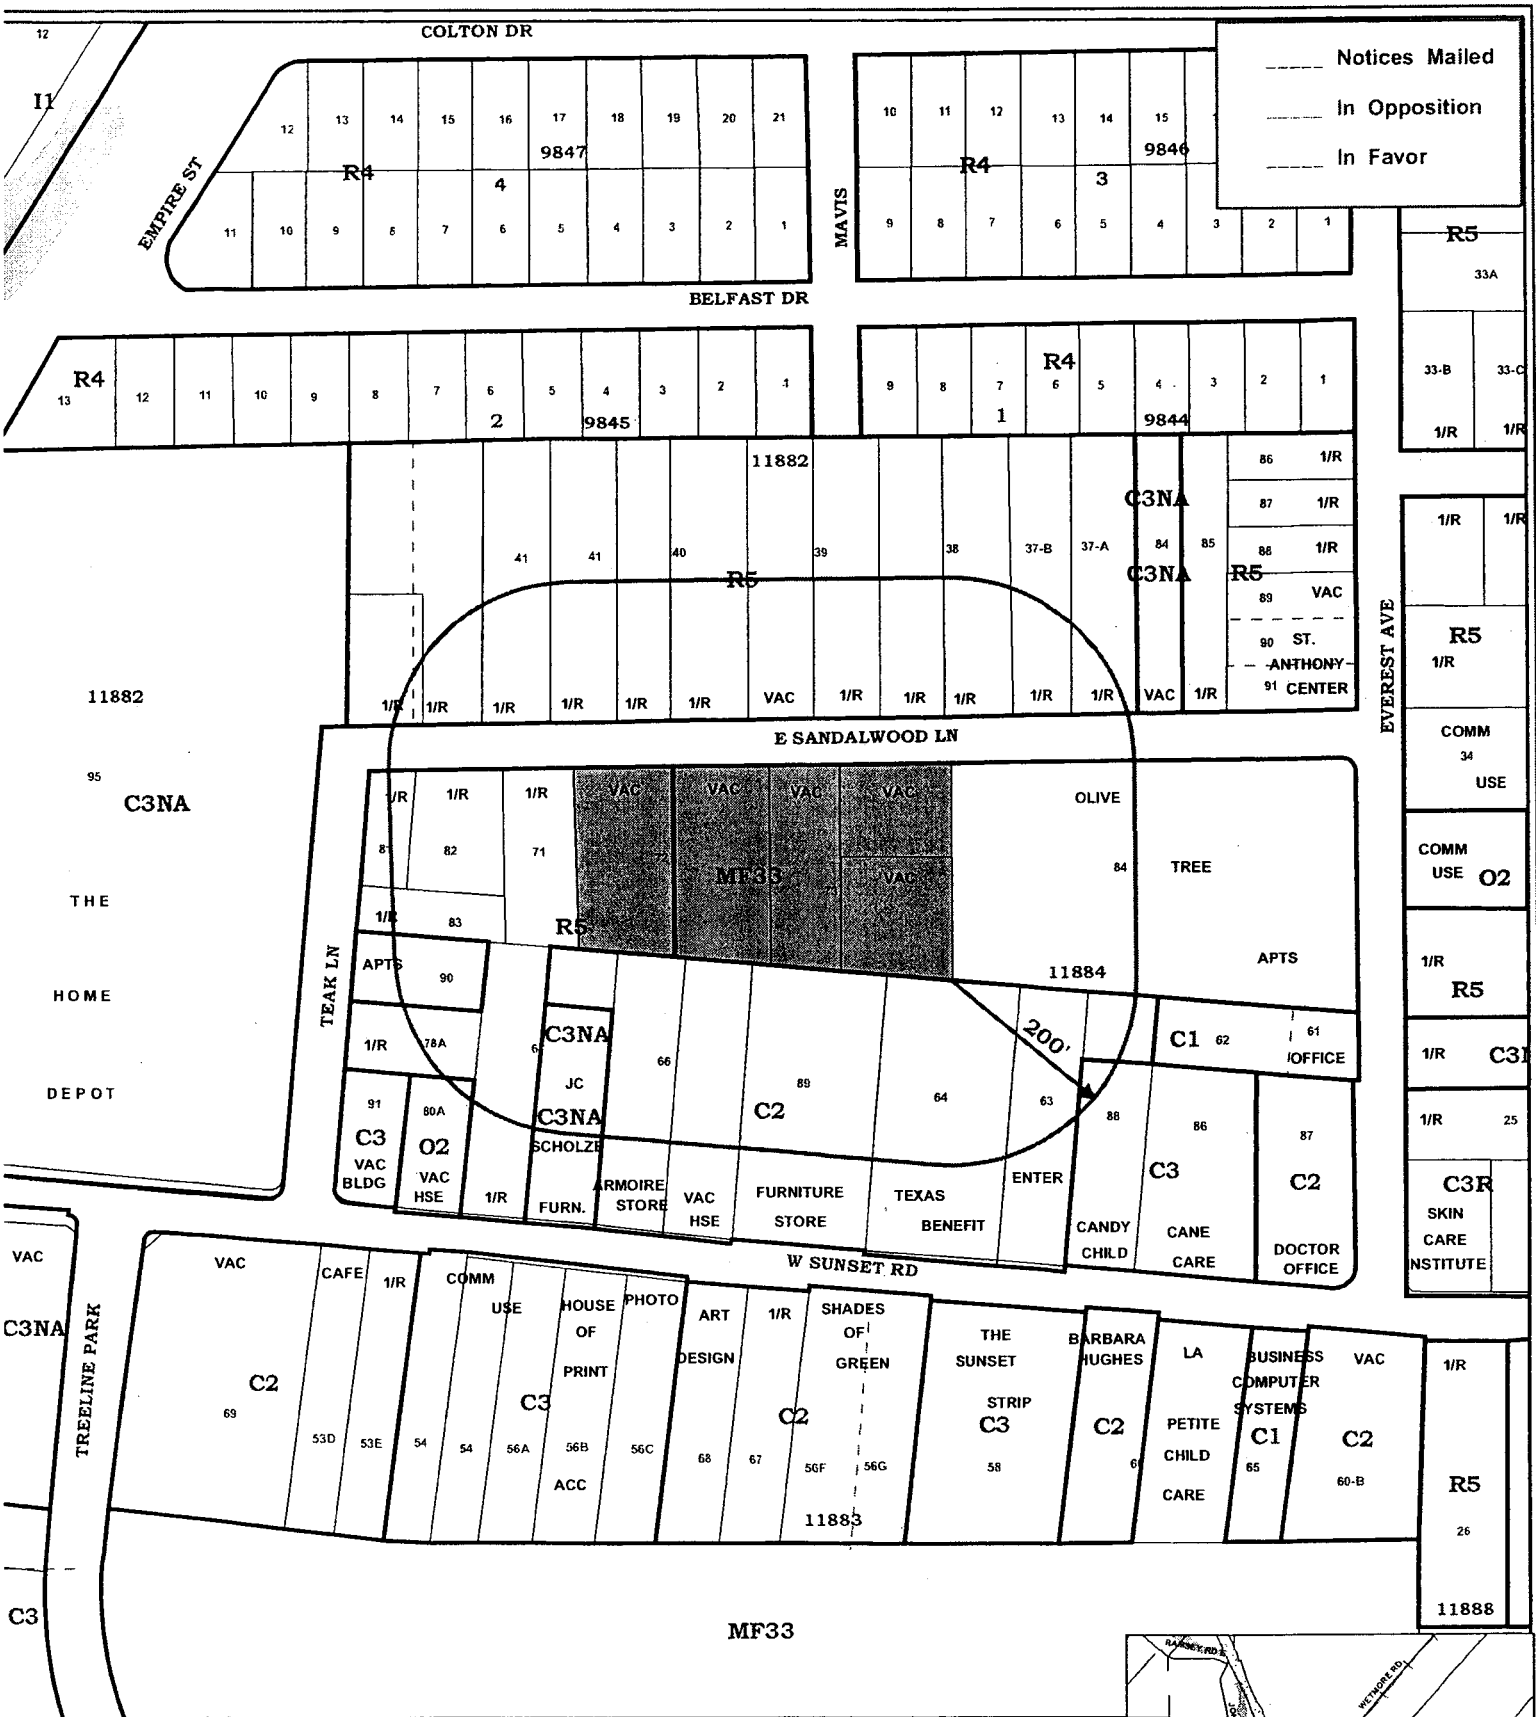 COLTON DR
12
I1
Notices Mailed
In Opposition
In Favor
12 13 14 15 16 17 18 19 20 21
R4
9847
4
11 10 9 8 7 6 5 4 3 2 1
10 11 12 13 14 15
R4
9846
3
9 8 7 6 5 4 3 2 1
EMPIRE ST
MAVIS
BELFAST DR
R5
33A
33-B 33-C
1/R 1/R
R4
13 12 11 10 9 8 7 6 5 4 3 2 1
2
9845
R4
9 8 7 6 5 4 3 2 1
1
9844
11882
C3NA
41 41 40 39 38 37-B 37-A 84 85
C3NA
R5
R5
86 1/R
87 1/R
88 1/R
89 VAC
90 ST.
ANTHONY
91 CENTER
1/R 1/R 1/R 1/R 1/R 1/R VAC 1/R 1/R 1/R 1/R 1/R VAC 1/R
EVEREST AVE
1/R 1/R
R5
1/R
COMM
34
USE
COMM
USE O2
1/R
R5
1/R
1/R 25
C3R
SKIN
CARE
NSTITUTE
11882
95
C3NA
THE
HOME
DEPOT
E SANDALWOOD LN
TEAK LN
1/R 1/R 1/R VAC VAC VAC VAC
81 82 71
MF33
VAC
1/R 83
R5
OLIVE
84 TREE
APTS
11884
APTS 90
1/R 78A
C3NA
JC
C3NA
SCHOLZE
FURN.
66
89
C2
64
63
200'
C1 62
61
OFFICE
91
C3
VAC
BLDG
80A
O2
VAC
HSE
1/R
ARMOIRE
STORE
VAC
HSE
FURNITURE
STORE
TEXAS
BENEFIT
ENTER
88
CANDY
CHILD
86
C3
CANE
CARE
87
C2
DOCTOR
OFFICE
W SUNSET RD
VAC
C3NA
TREELINE PARK
C3
VAC
C2
69
CAFE
53D
1/R
53E
COMM
USE
54 54 56A
C3
HOUSE
OF
PRINT
56B
ACC
PHOTO
56C
ART
DESIGN
68
1/R
67
C2
SHADES
OF
GREEN
56F 56G
11883
THE
SUNSET
STRIP
C3
58
BARBARA
HUGHES
C2
LA
PETITE
CHILD
CARE
BUSINESS
COMPUTER
SYSTEMS
C1
65
VAC
C2
60-B
1/R
R5
26
11888
MF33
WETMORE RD